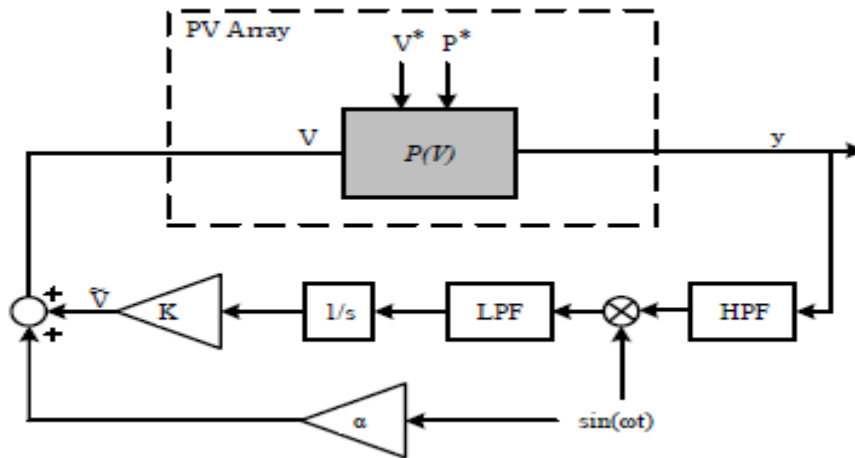 PV Array
V* P*
V
P(V)
y
+
Ṽ
K
1/s
LPF
HPF
+
α
sin(ωt)